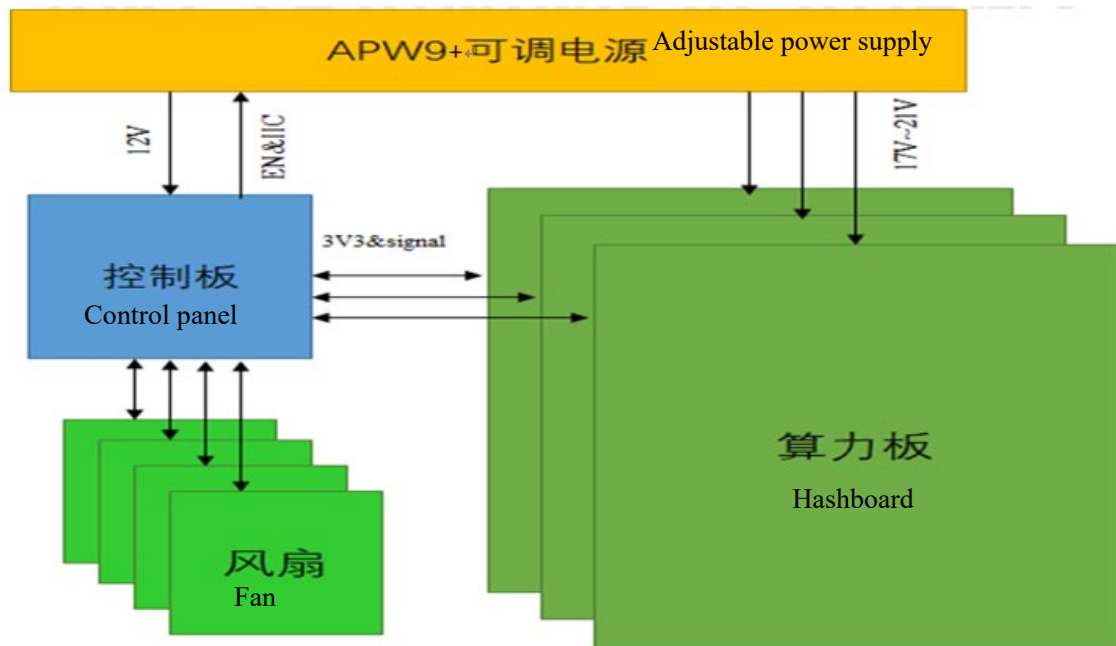 APW9+可调电源 Adjustable power supply
12V
EN&IIC
17V~21V
3V3&signal
控制板
Control panel
算力板
Hashboard
风扇
Fan